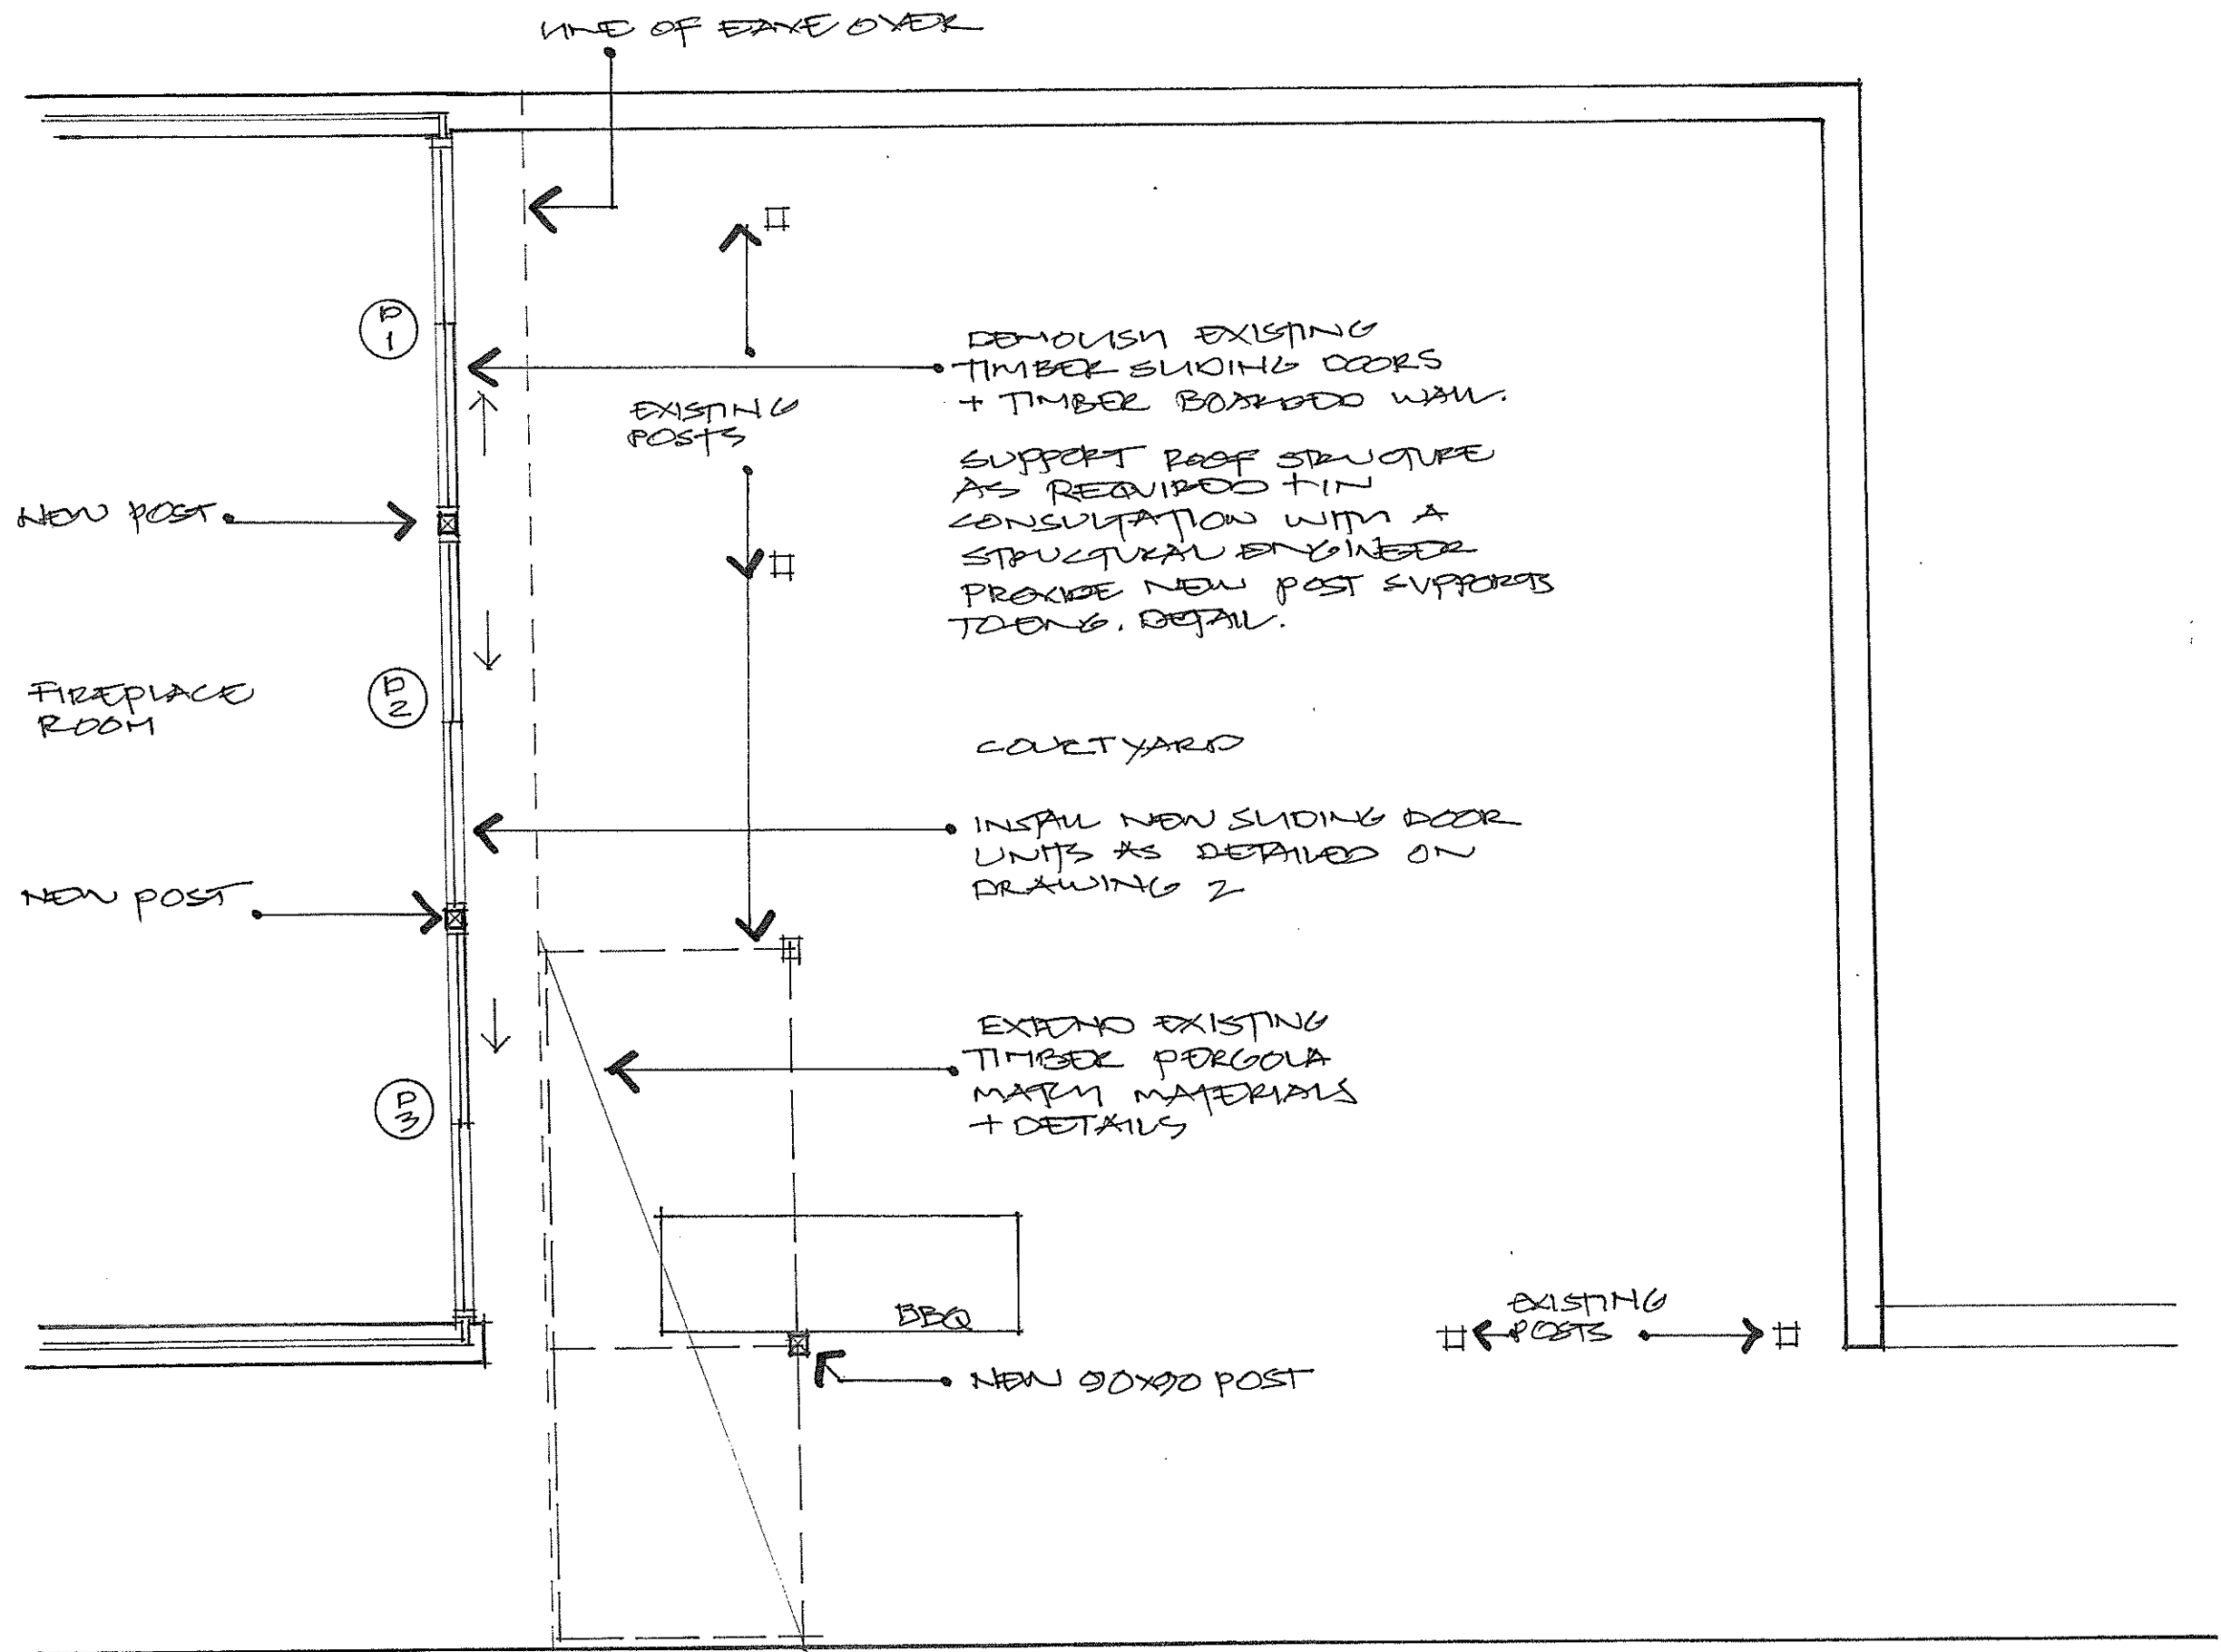 LINE OF EAVE OVER
D
1
DEMOLISH EXISTING
TIMBER SLIDING DOORS
+ TIMBER BOARDED WALL.
EXISTING
POSTS
SUPPORT ROOF STRUCTURE
AS REQUIRED + IN
CONSULTATION WITH A
STRUCTURAL ENGINEER
PROVIDE NEW POST SUPPORTS
TO ENG. DETAIL.
NEW POST
FIREPLACE
ROOM
D
2
COURTYARD
INSTALL NEW SLIDING DOOR
UNITS AS DETAILED ON
DRAWING 2
NEW POST
EXTEND EXISTING
TIMBER PERGOLA
MATCH MATERIALS
+ DETAILS
D
3
BBQ
EXISTING
POSTS
NEW 90X90 POST